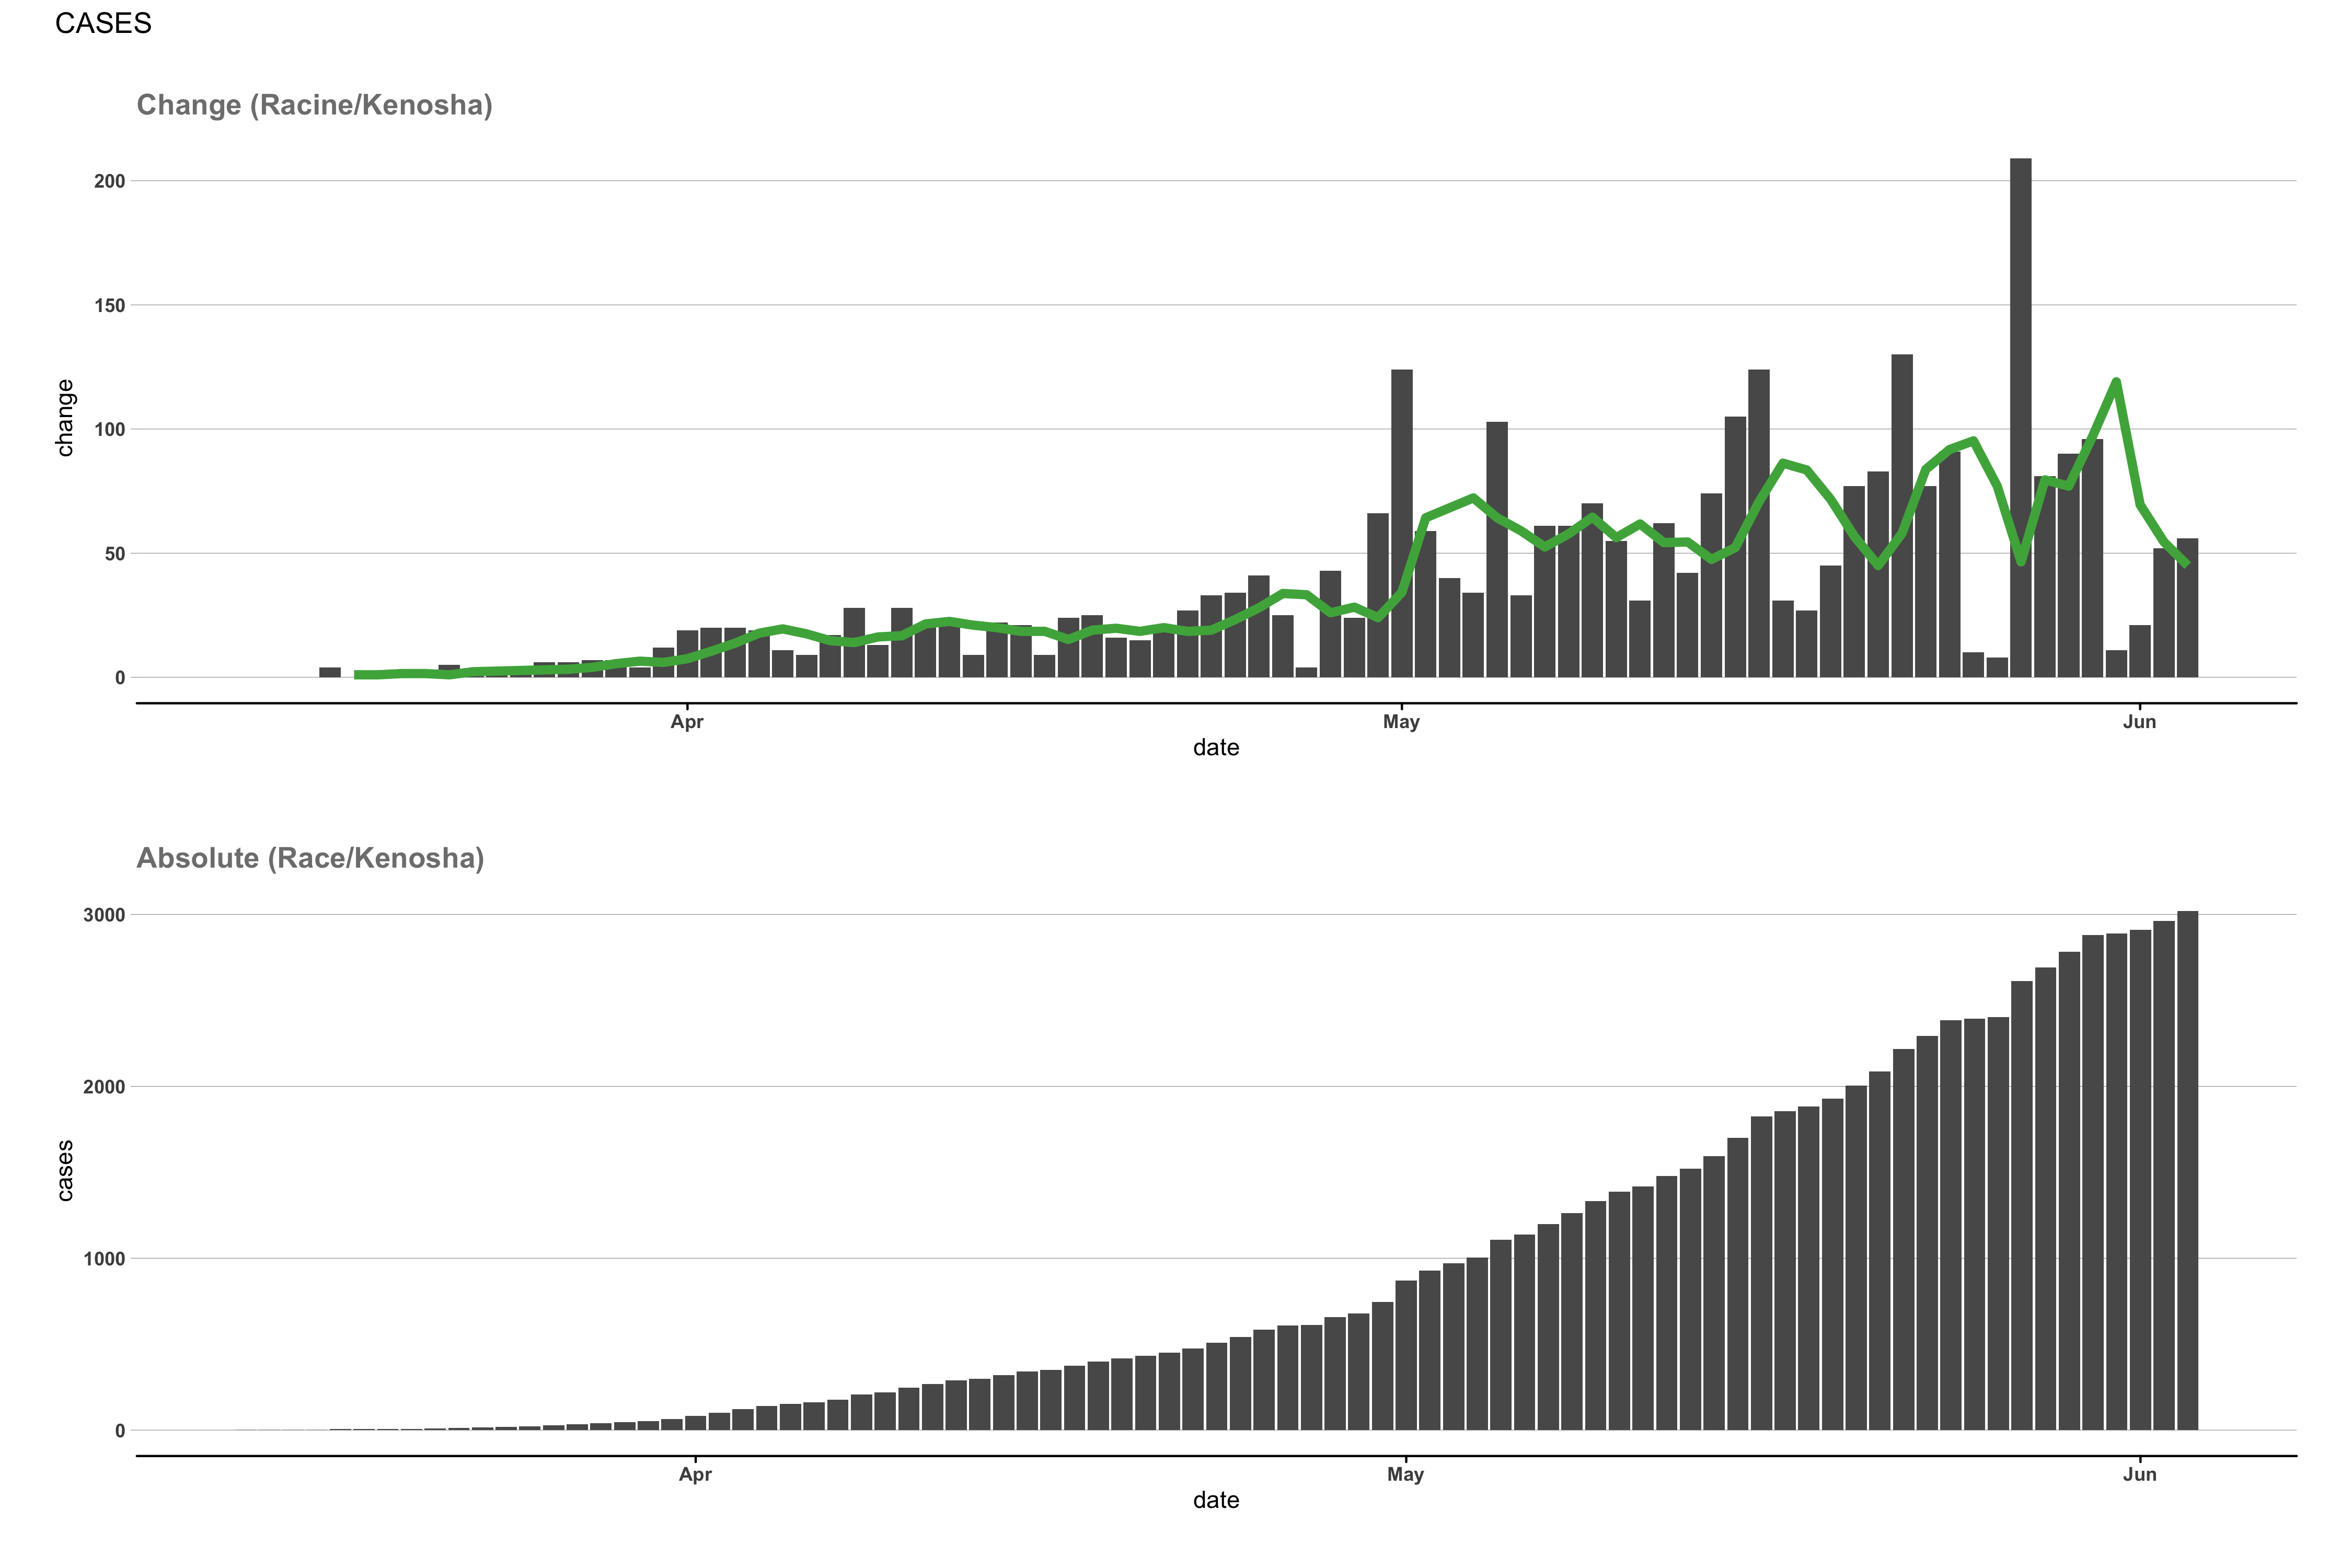 CASES
Change (Racine/Kenosha)
200
150
100
50
0
change
Apr May Jun
date
Absolute (Race/Kenosha)
3000
2000
1000
0
cases
Apr May Jun
date